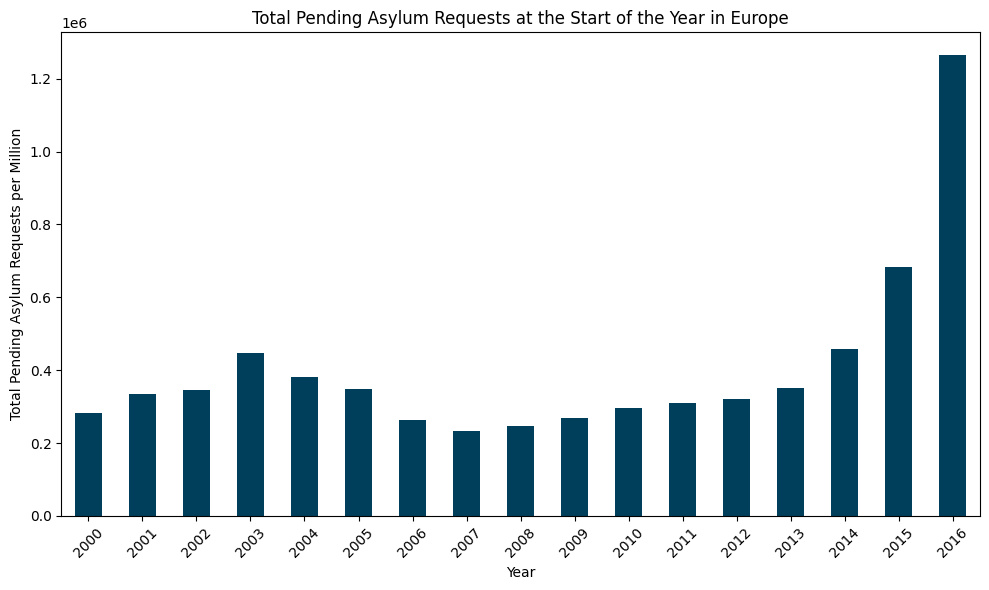 Total Pending Asylum Requests at the Start of the Year in Europe
1e6
Total Pending Asylum Requests per Million
1.2
1.0
0.8
0.6
0.4
0.2
0.0
2000 2001 2002 2003 2004 2005 2006 2007 2008 2009 2010 2011 2012 2013 2014 2015 2016
Year